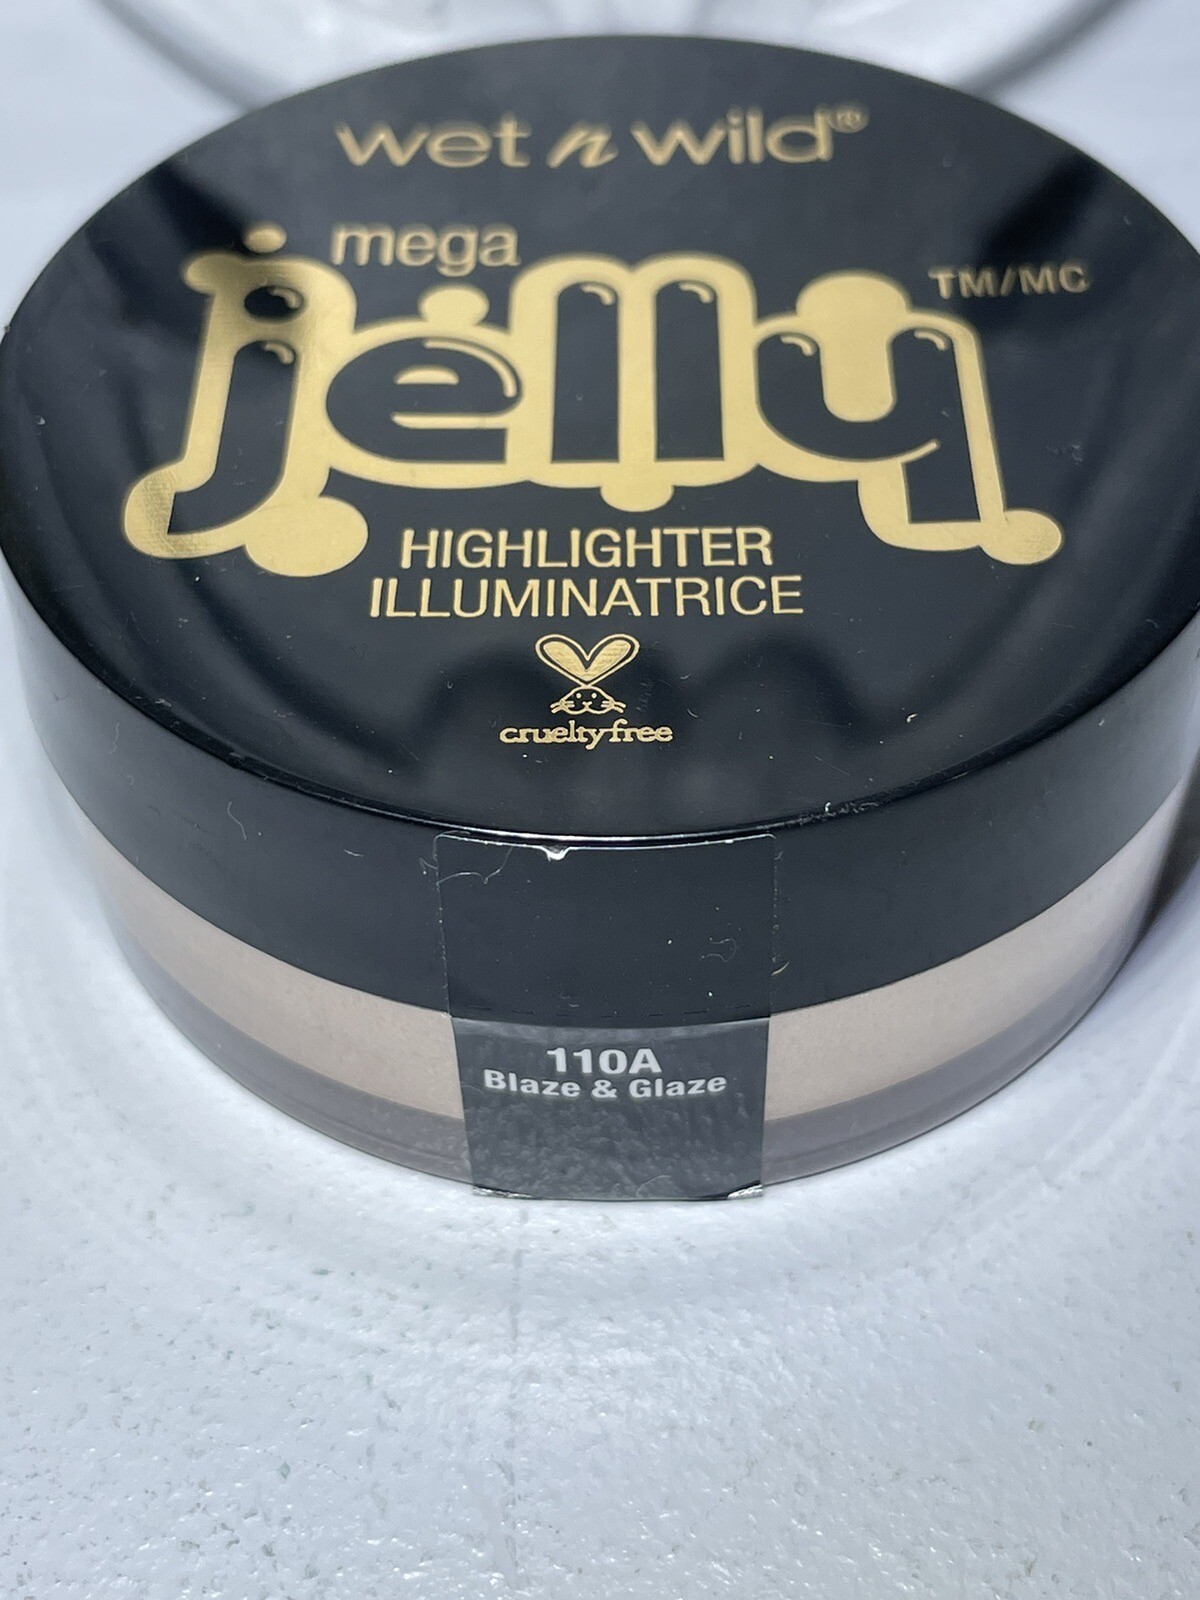 wet n wild®
mega
jelly TM/MC
HIGHLIGHTER
ILLUMINATRICE
crueltyfree
110A
Blaze & Glaze